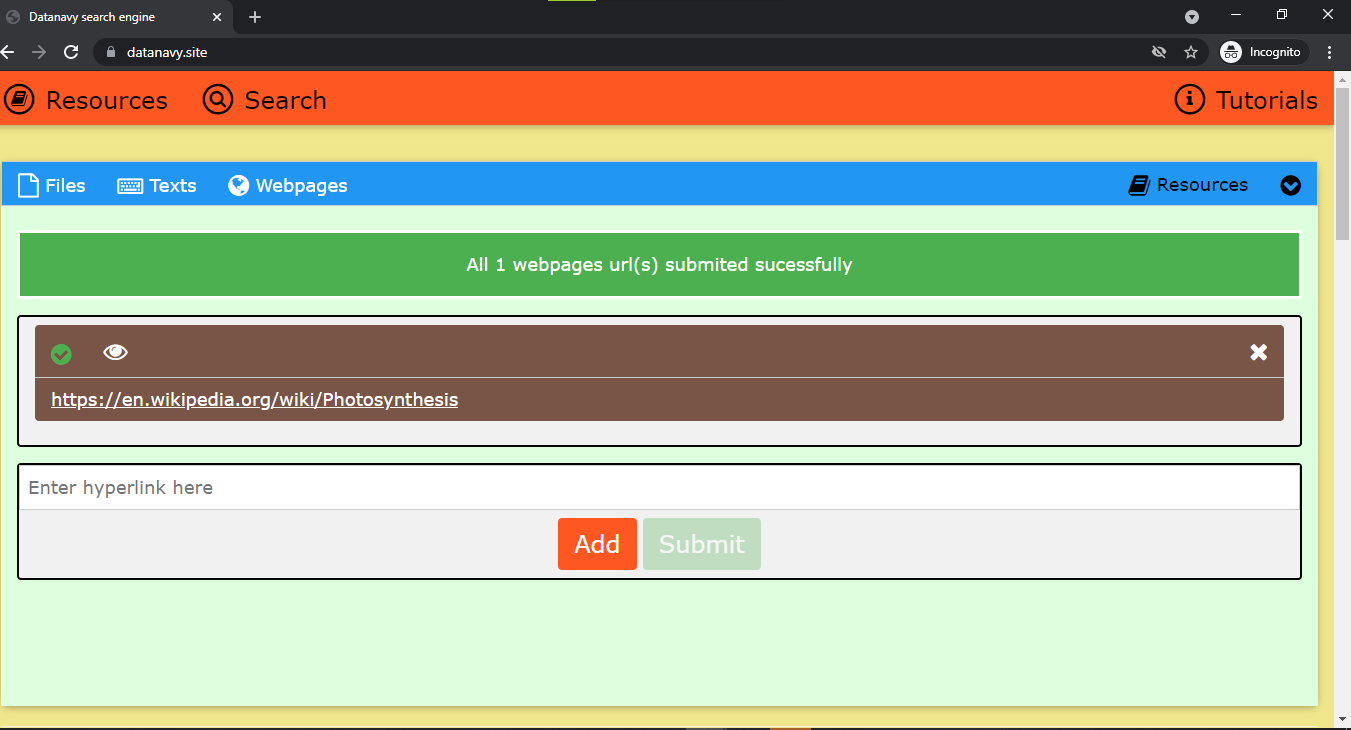 Datanavy search engine
datanavy.site
Incognito
Resources Search Tutorials
Files Texts Webpages Resources
All 1 webpages url(s) submited sucessfully
https://en.wikipedia.org/wiki/Photosynthesis
Enter hyperlink here
Add Submit